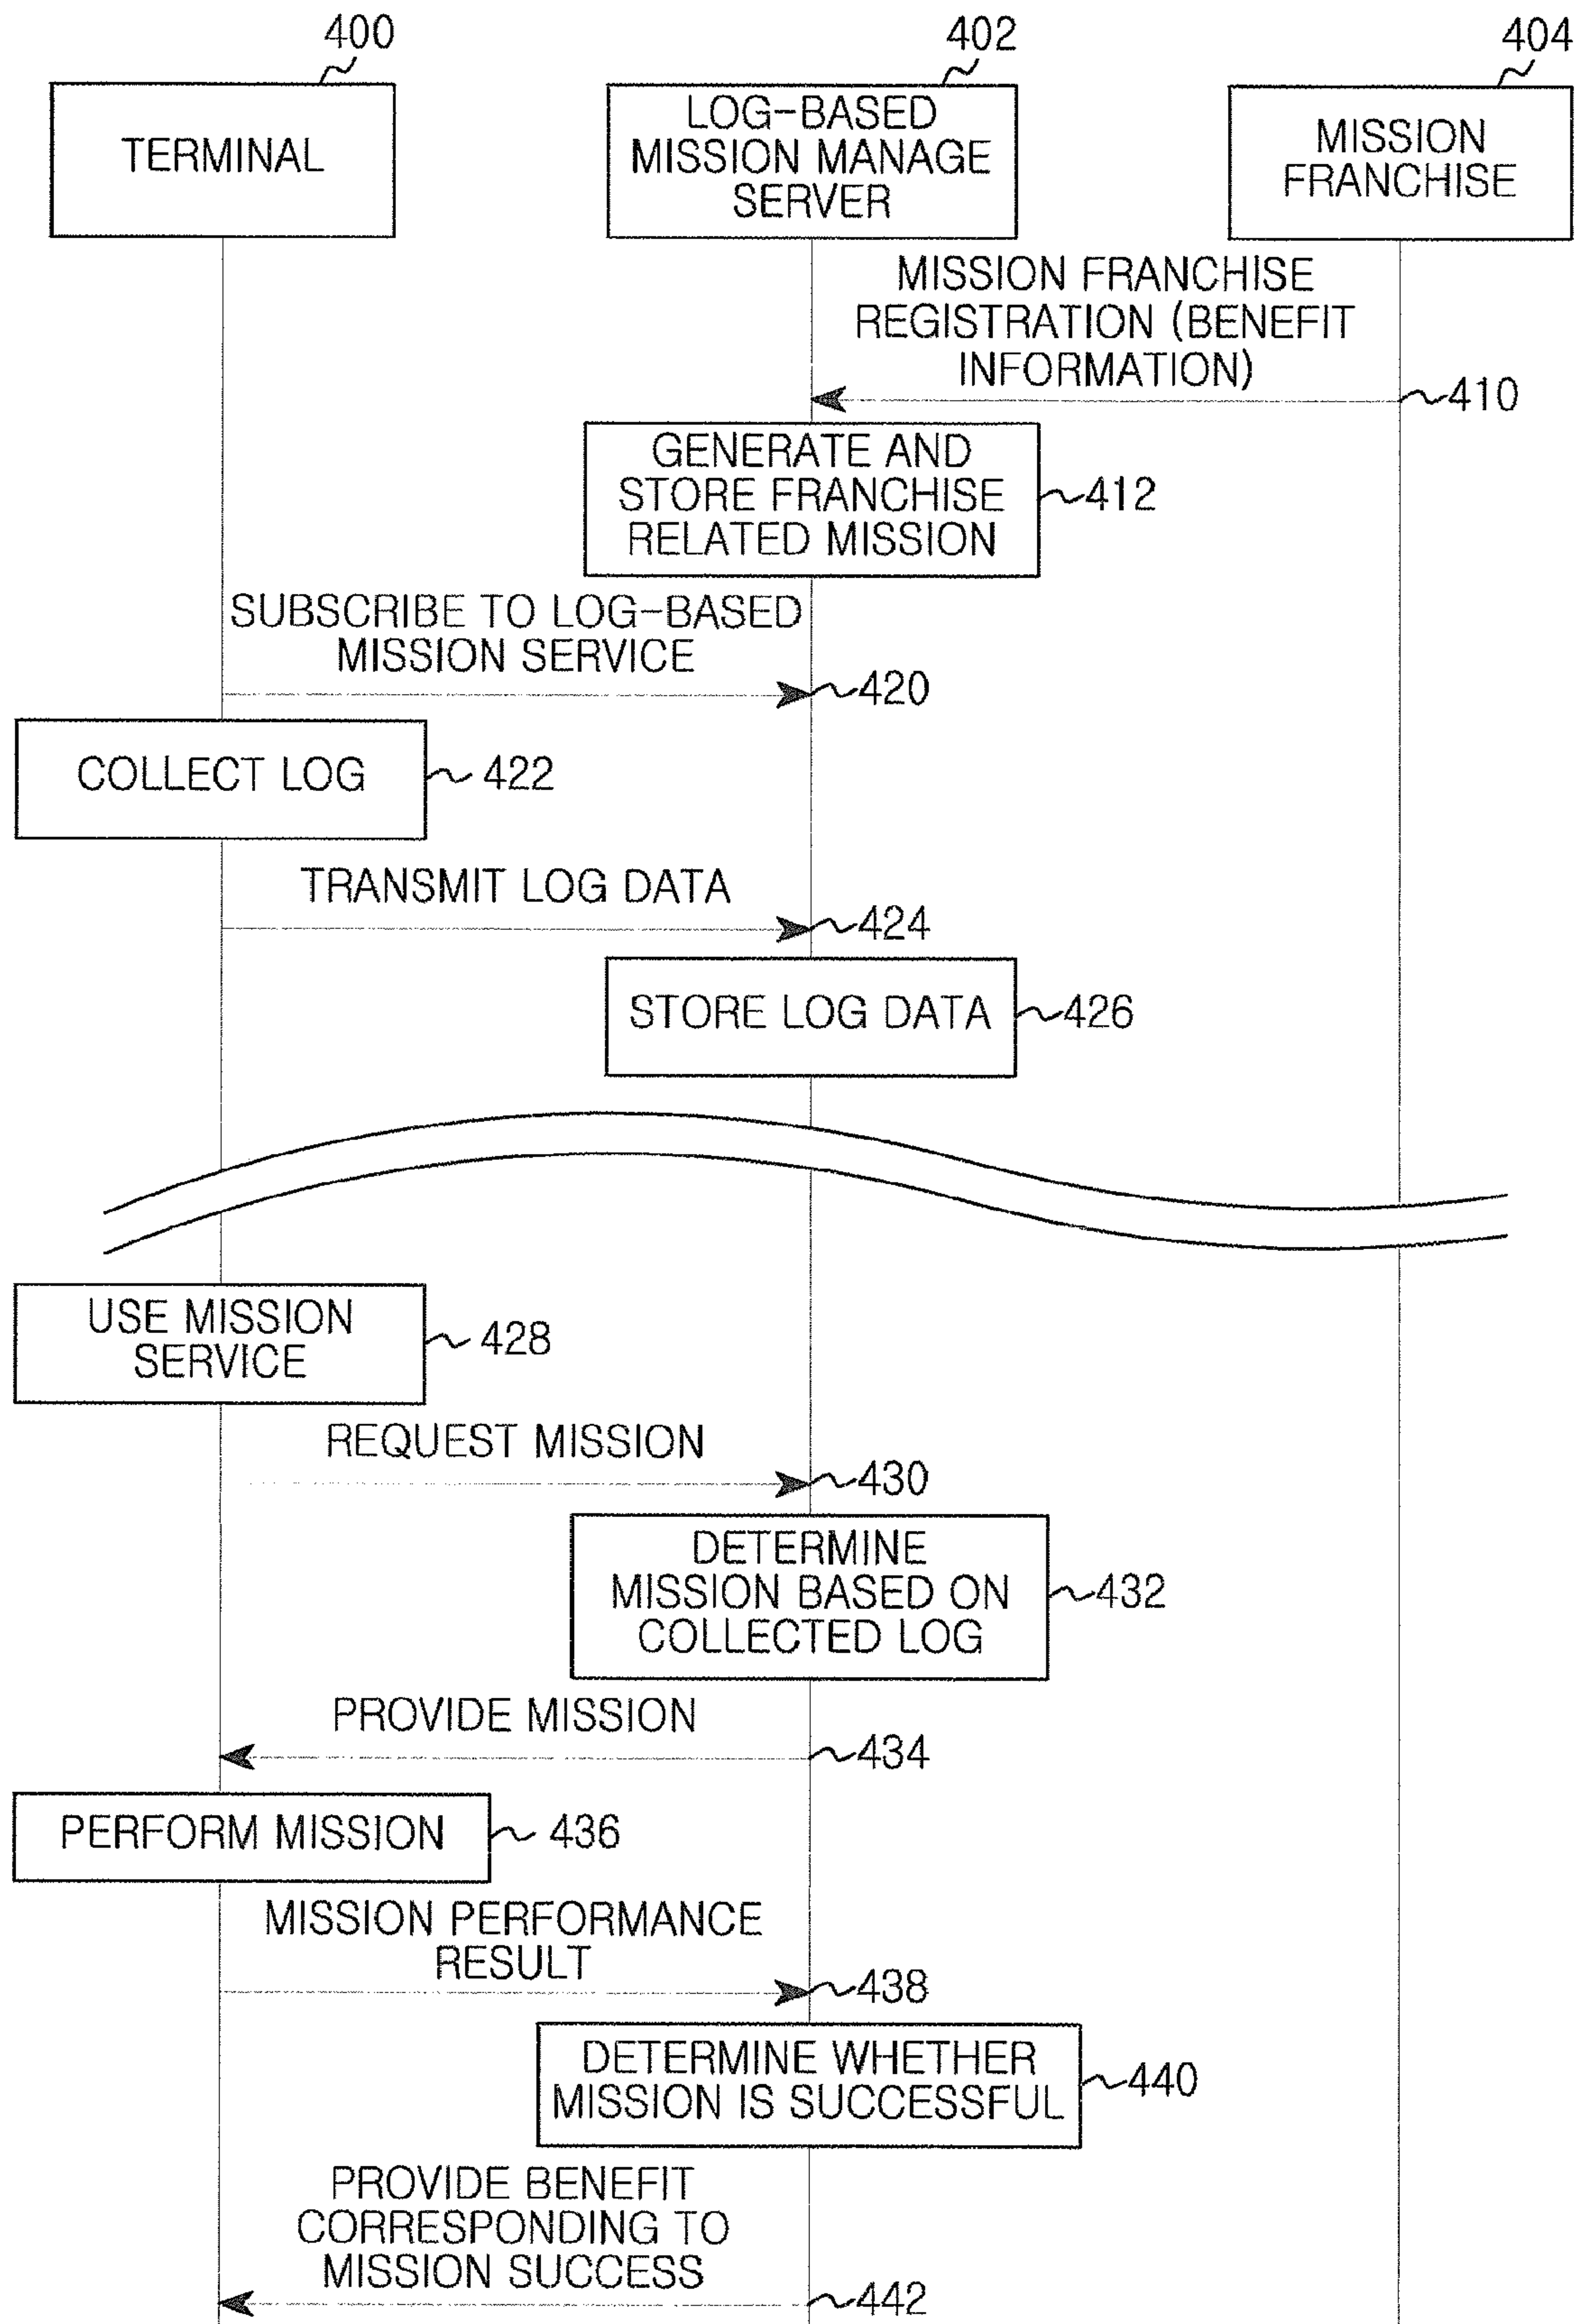 400
402
404
TERMINAL
LOG-BASED
MISSION MANAGE
SERVER
MISSION
FRANCHISE
MISSION FRANCHISE
REGISTRATION (BENEFIT
INFORMATION)
410
GENERATE AND
STORE FRANCHISE
RELATED MISSION
412
SUBSCRIBE TO LOG-BASED
MISSION SERVICE
420
COLLECT LOG
422
TRANSMIT LOG DATA
424
STORE LOG DATA
426
USE MISSION
SERVICE
428
REQUEST MISSION
430
DETERMINE
MISSION BASED ON
COLLECTED LOG
432
PROVIDE MISSION
434
PERFORM MISSION
436
MISSION PERFORMANCE
RESULT
438
DETERMINE WHETHER
MISSION IS SUCCESSFUL
440
PROVIDE BENEFIT
CORRESPONDING TO
MISSION SUCCESS
442